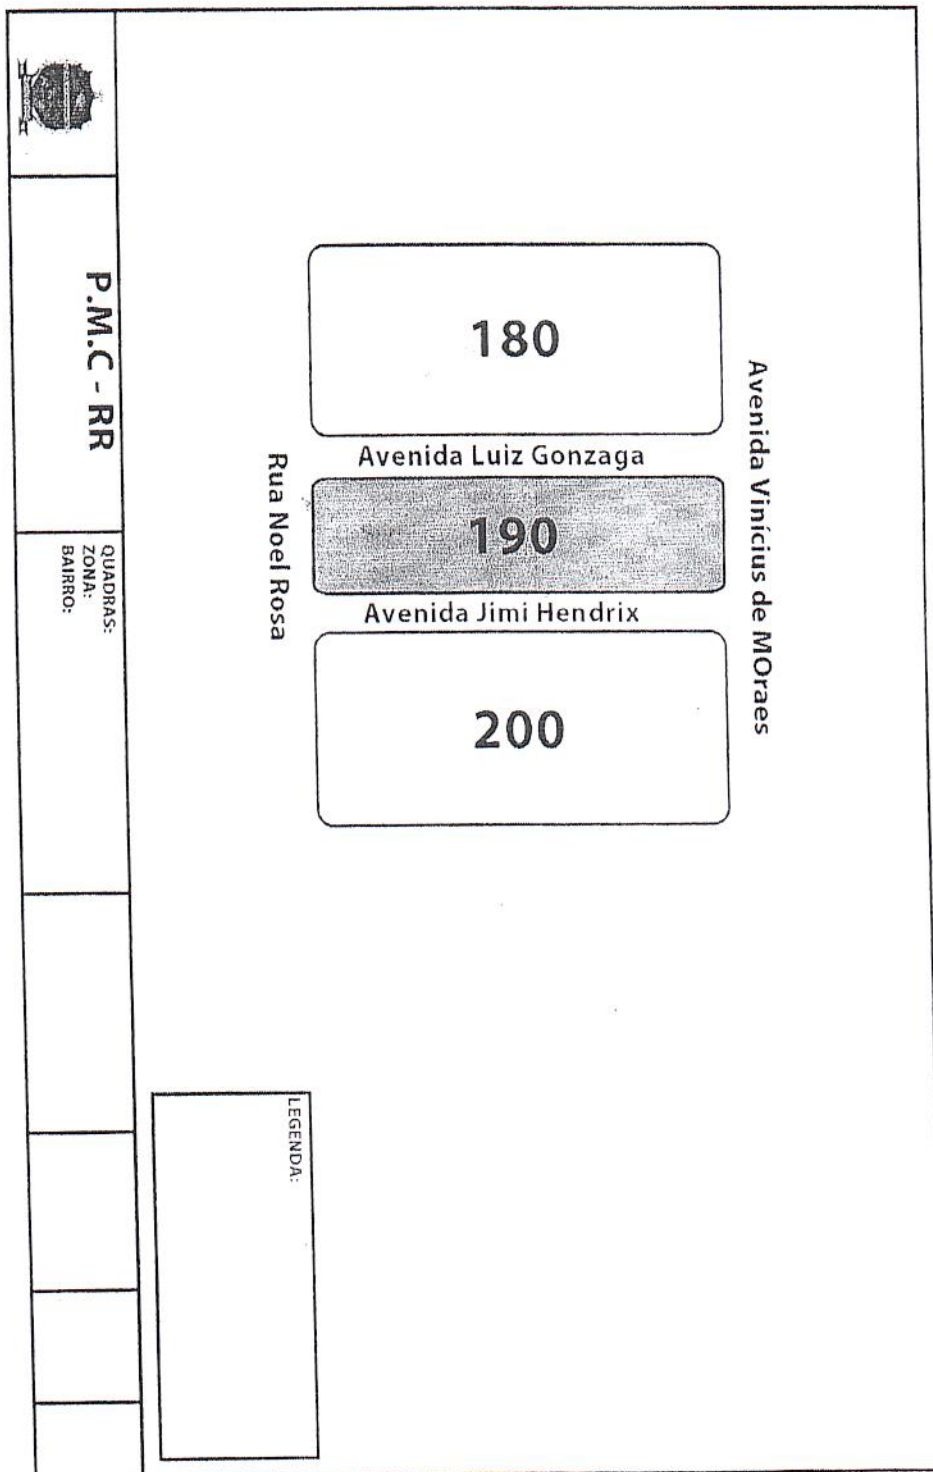 Avenida Vinícius de MOraes
180
Avenida Luiz Gonzaga
190
Avenida Jimi Hendrix
200
Rua Noel Rosa
LEGENDA:
P.M.C - RR
QUADRAS:
ZONA:
BAIRRO: